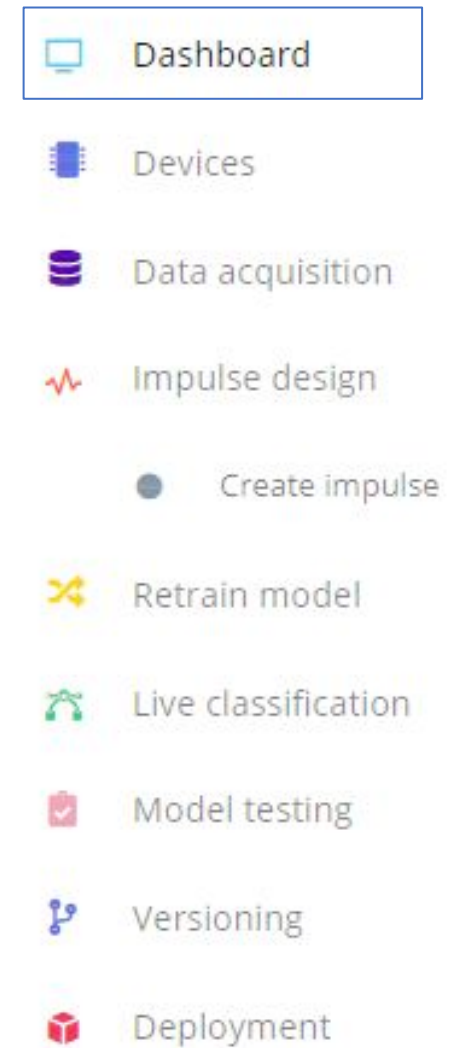 Dashboard
Devices
Data acquisition
Impulse design
Create impulse
Retrain model
Live classification
Model testing
Versioning
Deployment